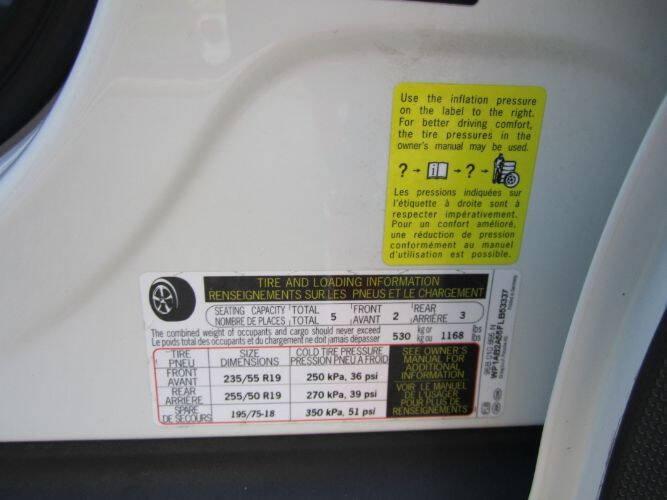 Use the inflation pressure
on the label to the right.
For better driving comfort,
the tire pressures in the
owner's manual may be used.
? - i - ? -
Les pressions indiquées sur
l'étiquette à droite sont à
respecter impérativement.
Pour un confort amélioré,
une réduction de pression
conformément au manuel
d'utilisation est possible.
TIRE AND LOADING INFORMATION
RENSEIGNEMENTS SUR LES PNEUS ET LE CHARGEMENT
SEATING CAPACITY TOTAL 5 FRONT 2 REAR 3
NOMBRE DE PLACES TOTAL AVANT ARRIÈRE
The combined weight of occupants and cargo should never exceed 530 kg or 1168 lbs
Le poids total des occupants et du chargement ne doit jamais dépasser kg ou lb
TIRE SIZE COLD TIRE PRESSURE SEE OWNER'S
PNEU DIMENSIONS PRESSION PNEU A FROID MANUAL FOR
FRONT 235/55 R19 250 kPa, 36 psi ADDITIONAL
AVANT INFORMATION
REAR 255/50 R19 270 kPa, 39 psi VOIR LE MANUEL
ARRIERE DE L'USAGER
SPARE 195/75-18 350 kPa, 51 psi POUR PLUS DE
DE SECOURS RENSEIGNEMENTS